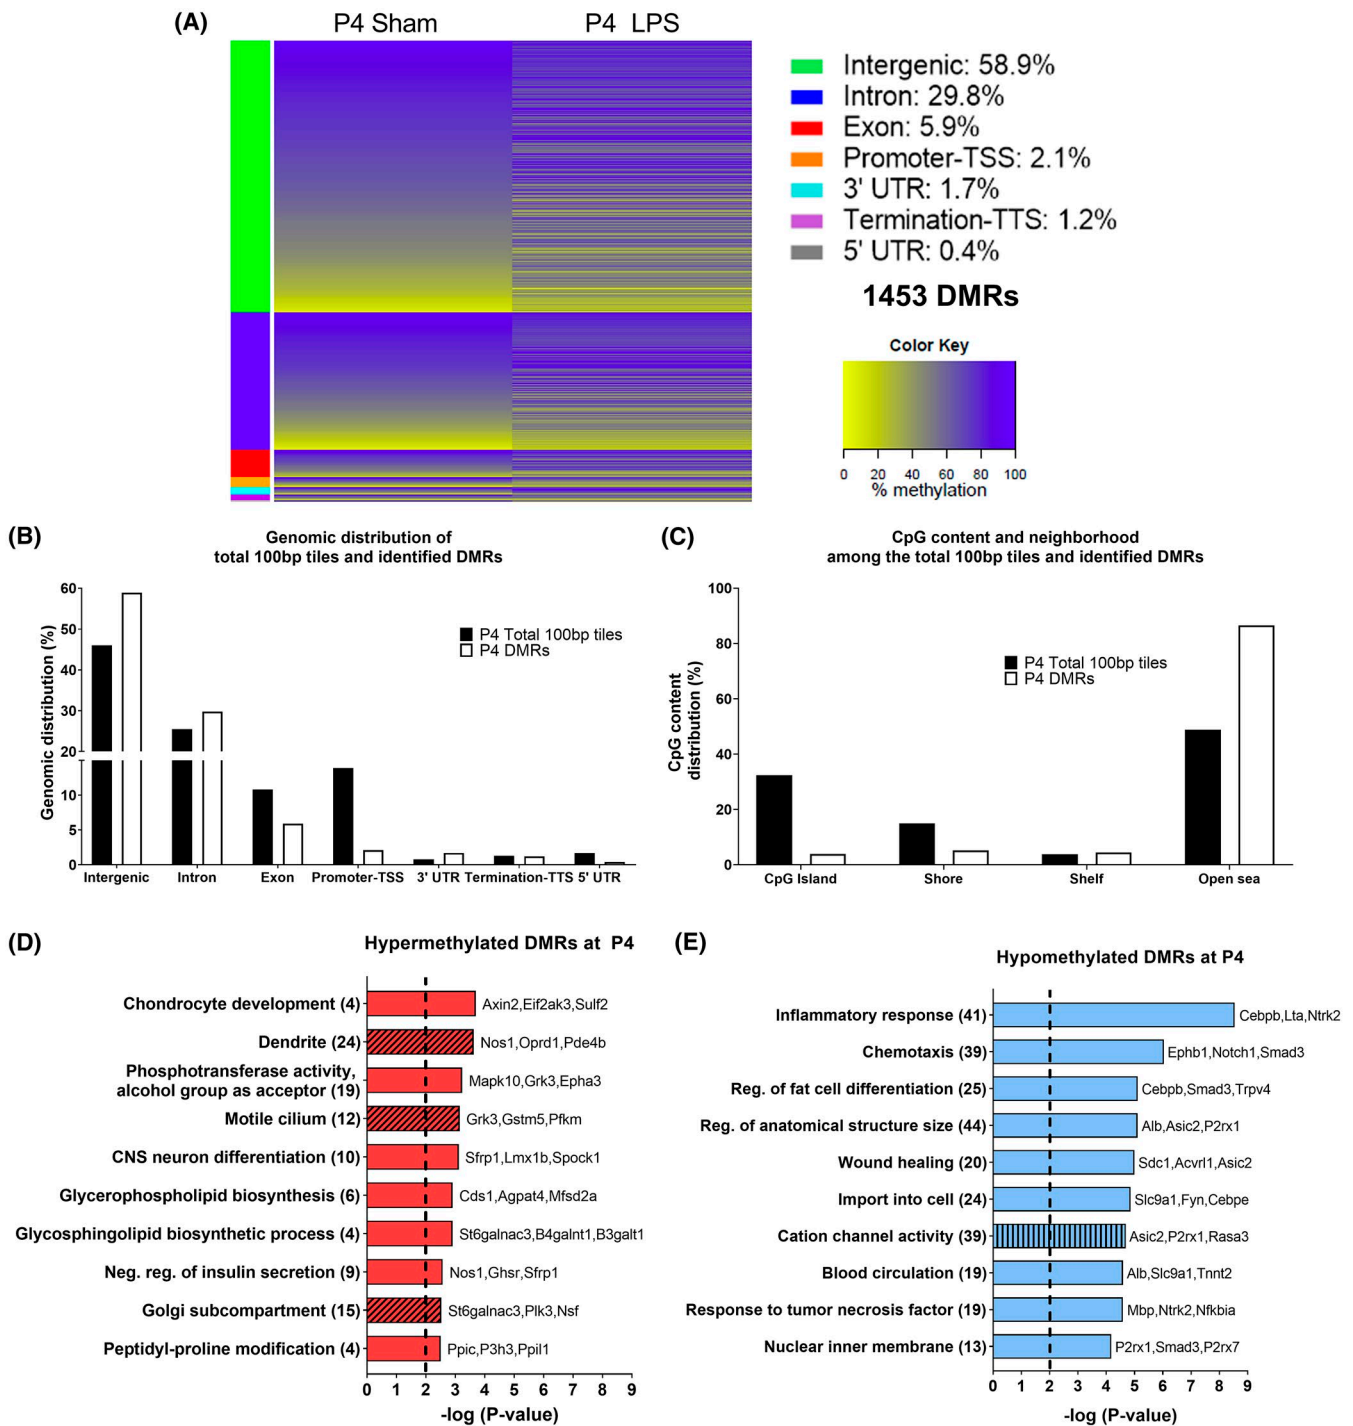 (A)
P4 Sham
P4 LPS
Intergenic: 58.9%
Intron: 29.8%
Exon: 5.9%
Promoter-TSS: 2.1%
3' UTR: 1.7%
Termination-TTS: 1.2%
5' UTR: 0.4%
1453 DMRs
Color Key
0 20 40 60 80 100
% methylation
(B)
Genomic distribution of
total 100bp tiles and identified DMRs
Genomic distribution (%)
60
50
40
30
20
10
5
0
P4 Total 100bp tiles
P4 DMRs
Intergenic Intron Exon Promoter-TSS 3' UTR Termination-TTS 5' UTR
(C)
CpG content and neighborhood
among the total 100bp tiles and identified DMRs
CpG content
distribution (%)
100
80
60
40
20
0
P4 Total 100bp tiles
P4 DMRs
CpG Island Shore Shelf Open sea
(D)
Hypermethylated DMRs at P4
Chondrocyte development (4) Axin2,Eif2ak3,Sulf2
Dendrite (24) Nos1,Oprd1,Pde4b
Phosphotransferase activity,
alcohol group as acceptor (19) Mapk10,Grk3,Epha3
Motile cilium (12) Grk3,Gstm5,Pfkm
CNS neuron differentiation (10) Sfrp1,Lmx1b,Spock1
Glycerophospholipid biosynthesis (6) Cds1,Agpat4,Mfsd2a
Glycosphingolipid biosynthetic process (4) St6galnac3,B4galnt1,B3galt1
Neg. reg. of insulin secretion (9) Nos1,Ghsr,Sfrp1
Golgi subcompartment (15) St6galnac3,Plk3,Nsf
Peptidyl-proline modification (4) Ppic,P3h3,Ppil1
0 1 2 3 4 5 6 7 8 9
-log (P-value)
(E)
Hypomethylated DMRs at P4
Inflammatory response (41) Cebpb,Lta,Ntrk2
Chemotaxis (39) Ephb1,Notch1,Smad3
Reg. of fat cell differentiation (25) Cebpb,Smad3,Trpv4
Reg. of anatomical structure size (44) Alb,Asic2,P2rx1
Wound healing (20) Sdc1,Acvrl1,Asic2
Import into cell (24) Slc9a1,Fyn,Cebpe
Cation channel activity (39) Asic2,P2rx1,Rasa3
Blood circulation (19) Alb,Slc9a1,Tnnt2
Response to tumor necrosis factor (19) Mbp,Ntrk2,Nfkbia
Nuclear inner membrane (13) P2rx1,Smad3,P2rx7
0 1 2 3 4 5 6 7 8 9
-log (P-value)